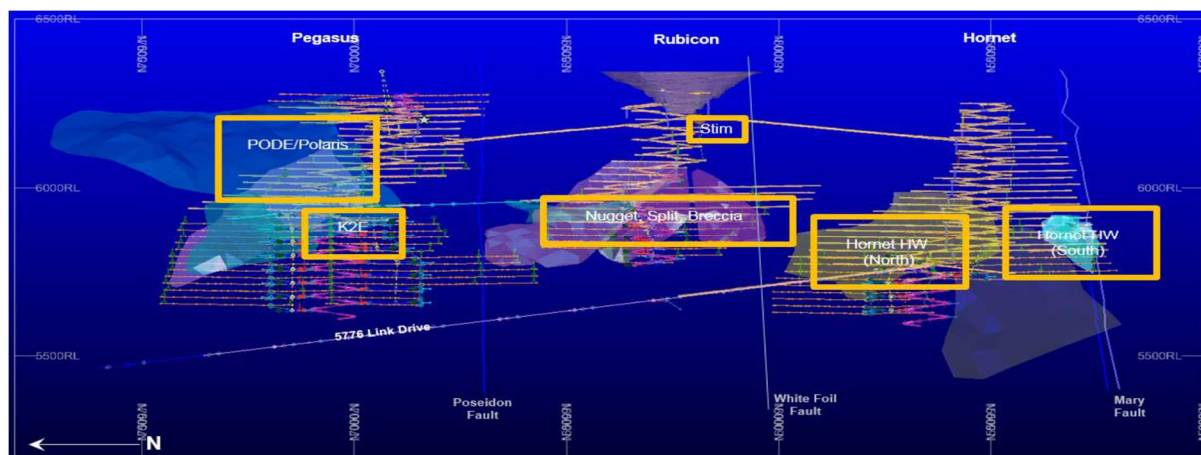 6500RL
6500RL
Pegasus
Rubicon
Hornet
Stim
PODE/Polaris
6000RL
6000RL
K2E
Nugget, Split, Breccia
Hornet HW
(North)
Hornet HW
(South)
5776 Link Drive
5500RL
5500RL
Poseidon
Fault
White Foil
Fault
Mary
Fault
N